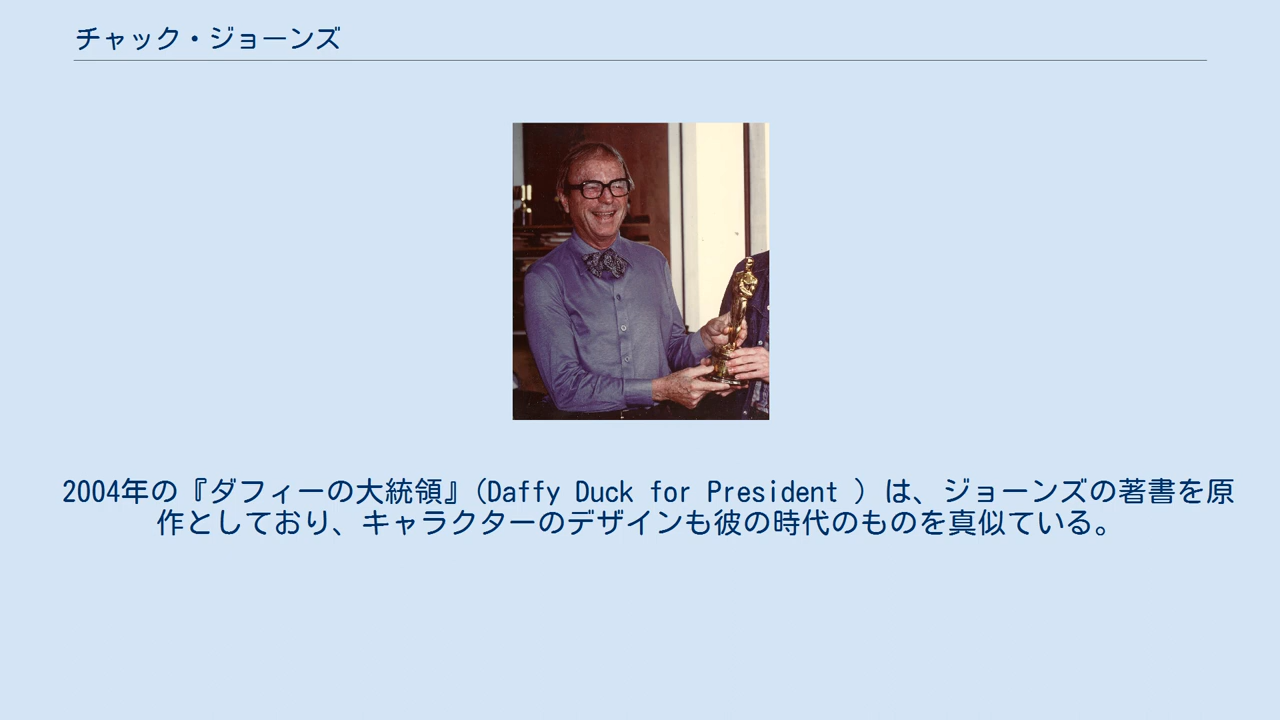 チャック・ジョーンズ
2004年の『ダフィーの大統領』(Daffy Duck for President ) は、ジョーンズの著書を原
作としており、キャラクターのデザインも彼の時代のものを真似ている。